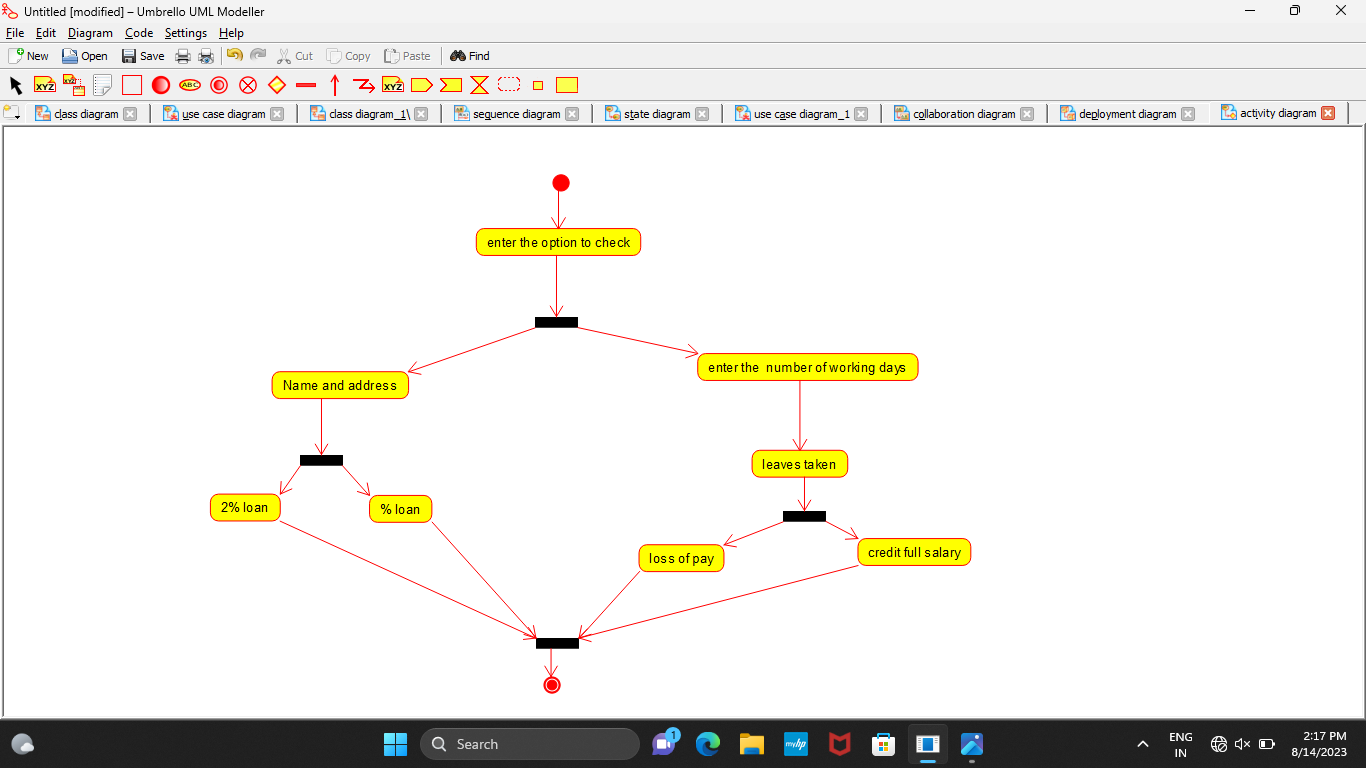 Untitled [modified] – Umbrello UML Modeller
File Edit Diagram Code Settings Help
New Open Save Cut Copy Paste Find
XYZ XYZ ABC XYZ
class diagram use case diagram class diagram_1\ sequence diagram state diagram use case diagram_1 collaboration diagram deployment diagram activity diagram
enter the option to check
enter the number of working days
Name and address
leaves taken
2% loan
% loan
credit full salary
loss of pay
Search
1
myhp
ENG
IN
2:17 PM
8/14/2023